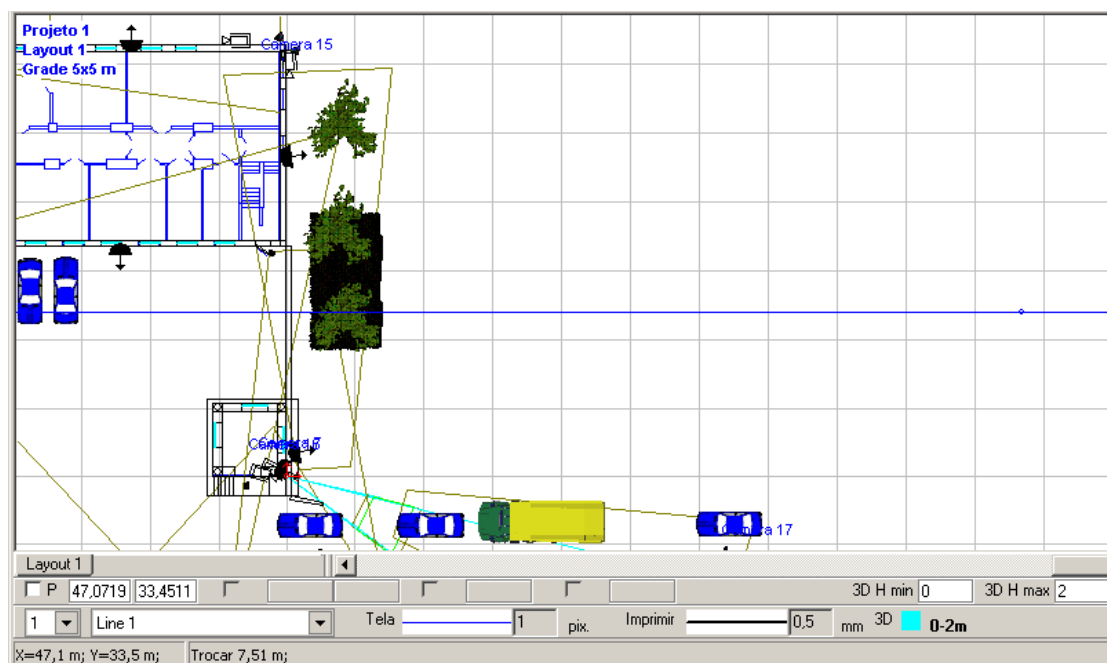 Projeto 1
Layout 1
Grade 5x5 m
Camera 15
Camera 17
Layout 1
P 47,0719 33,4511 3D H min 0 3D H max 2
1 Line 1 Tela 1 pix. Imprimir 0,5 mm 3D 0-2m
X=47,1 m; Y=33,5 m; Trocar 7,51 m;